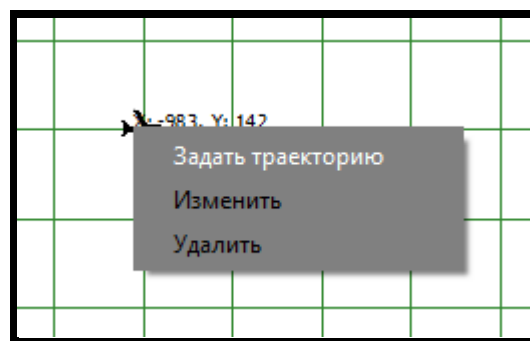 X: -983, Y: 142
Задать траекторию
Изменить
Удалить